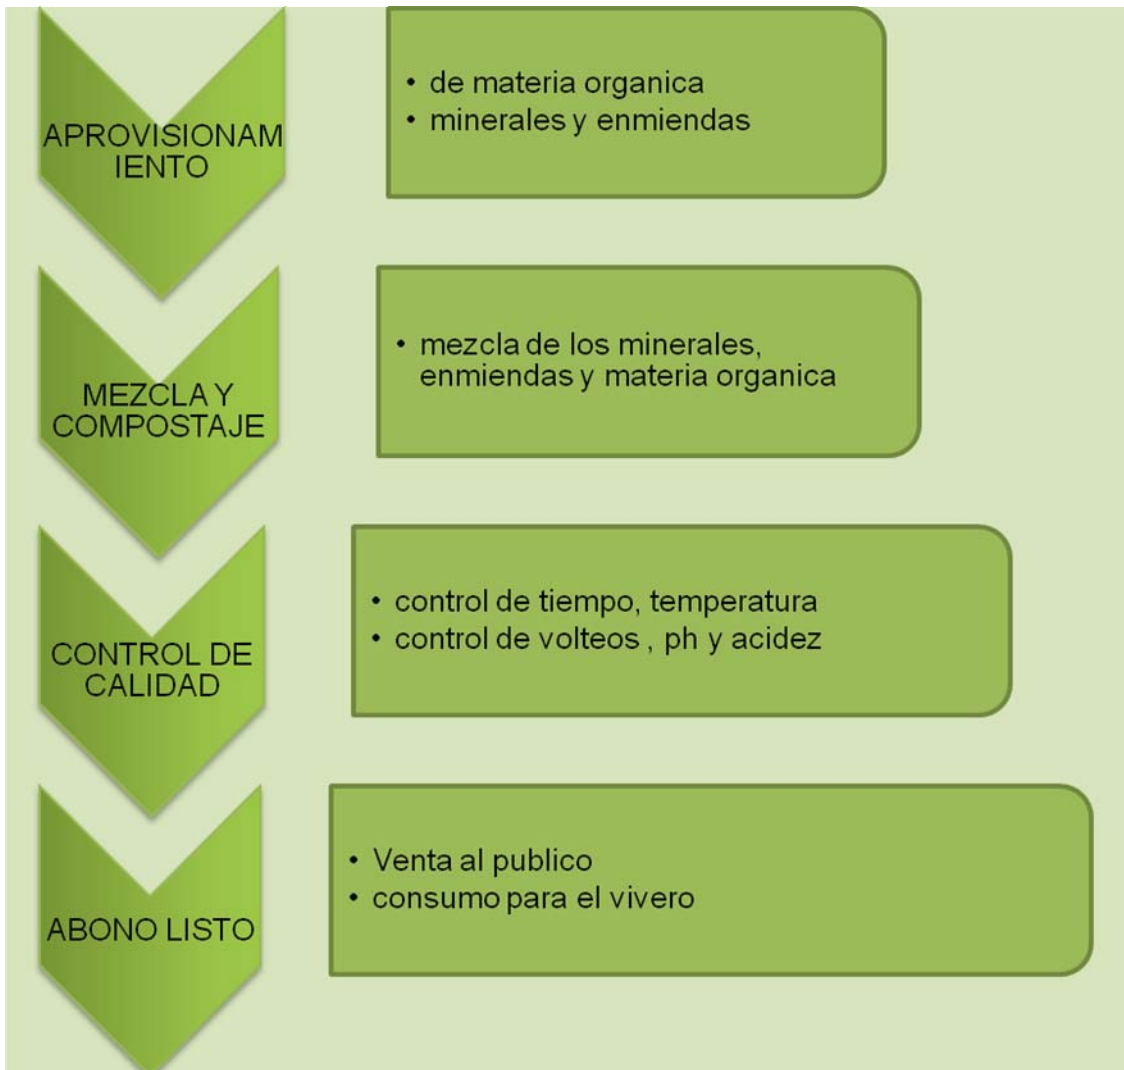 APROVISIONAM
IENTO
• de materia organica
• minerales y enmiendas
MEZCLA Y
COMPOSTAJE
• mezcla de los minerales,
enmiendas y materia organica
CONTROL DE
CALIDAD
• control de tiempo, temperatura
• control de volteos , ph y acidez
ABONO LISTO
• Venta al publico
• consumo para el vivero